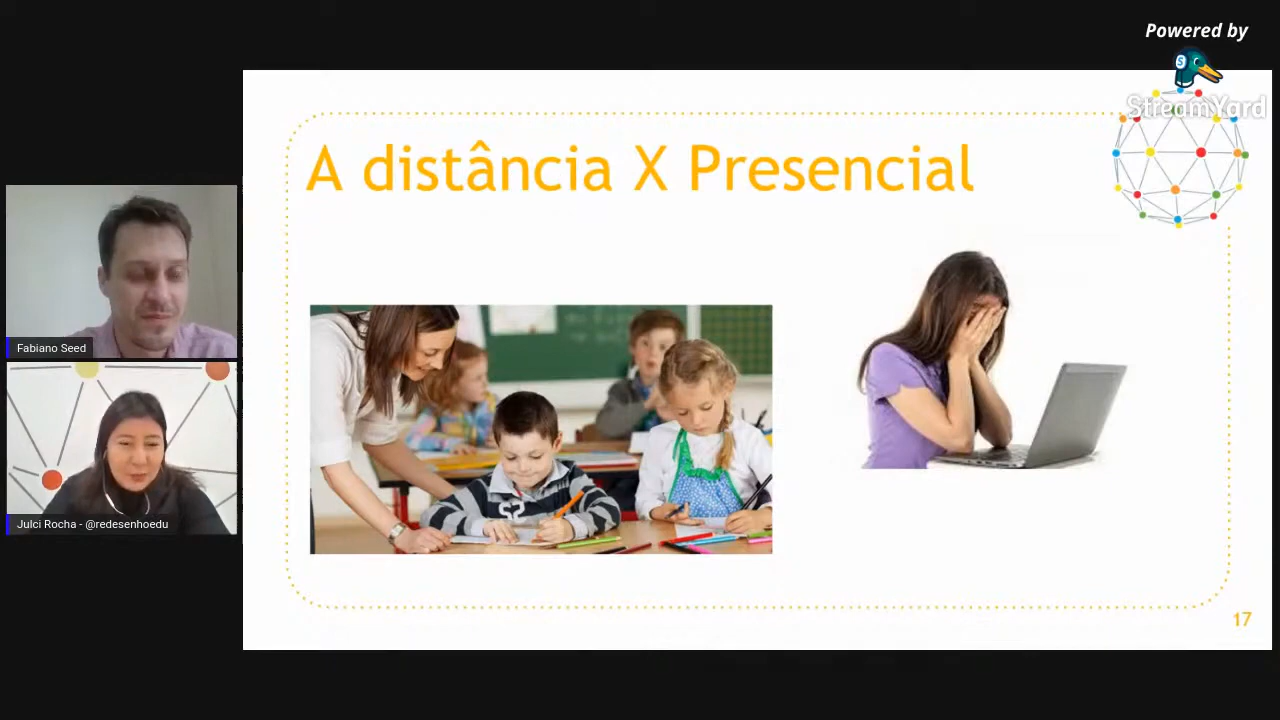 Powered by
StreamYard
A distância X Presencial
Fabiano Seed
Julci Rocha - @redesenhoedu
17